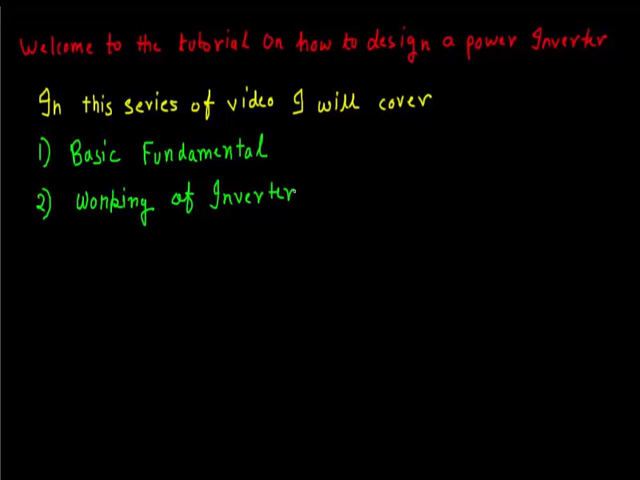 Welcome to the tutorial on how to design a power Inverter
In this series of video I will cover
1) Basic Fundamental
2) Working of Inverter